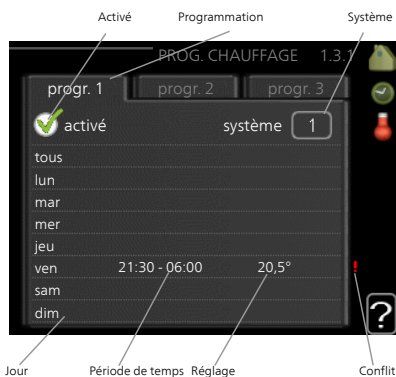 Activé Programmation Système
PROG. CHAUFFAGE 1.3.1
progr. 1 progr. 2 progr. 3
activé système 1
tous
lun
mar
mer
jeu
ven 21:30 - 06:00 20,5° !
sam
dim ?
Jour Période de temps Réglage Conflit